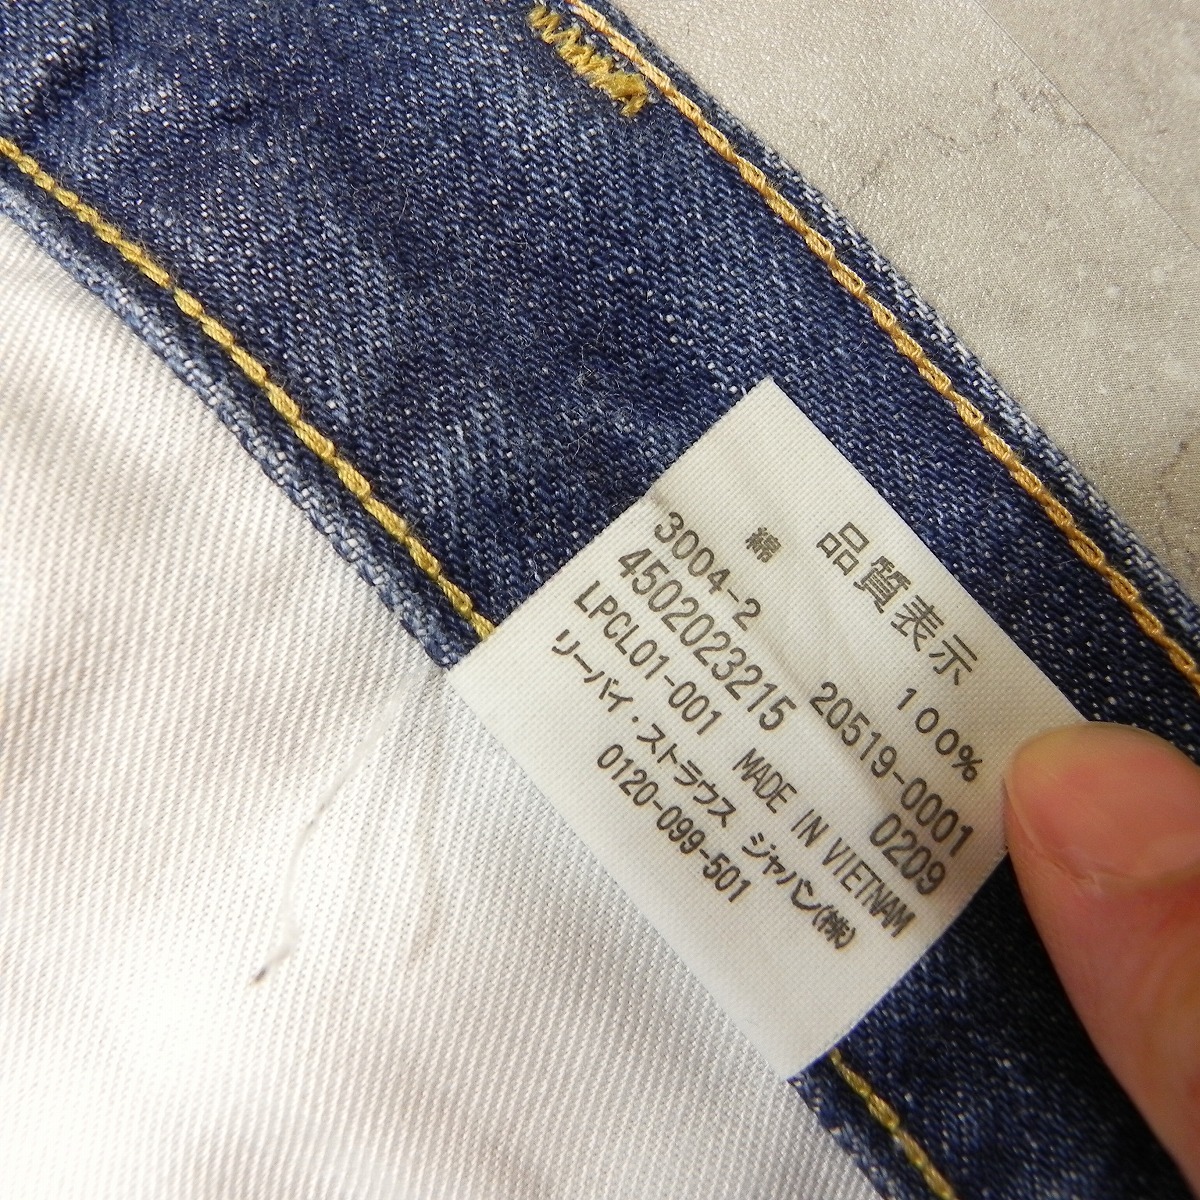 品質表示
綿 100%
3004-2 20519-0001
4502023215 0209
LPCL01-001 MADE IN VIETNAM
リーバイ・ストラウス ジャパン(株)
0120-099-501